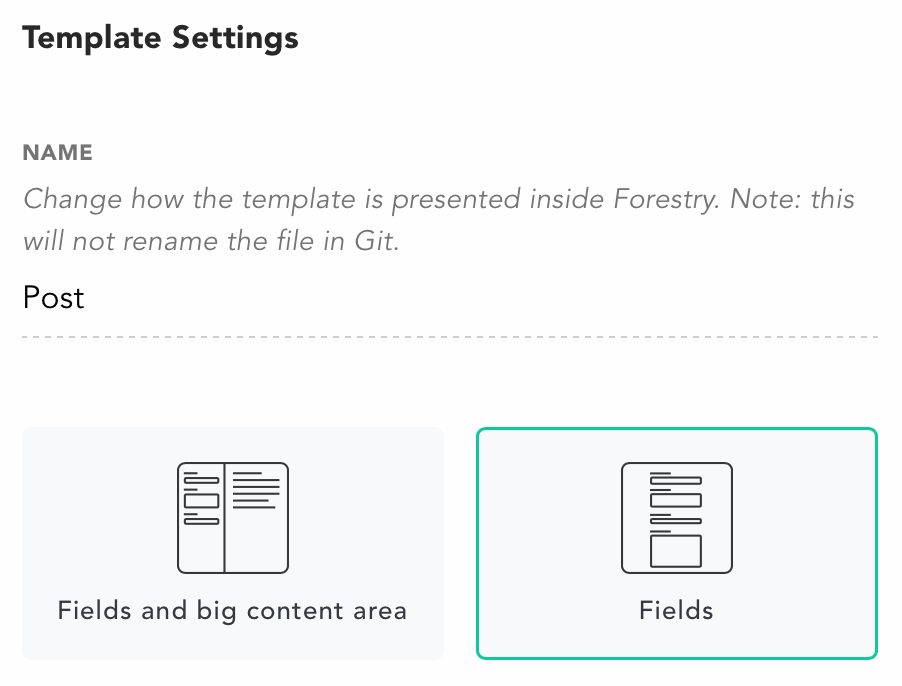 Template Settings
NAME
Change how the template is presented inside Forestry. Note: this
will not rename the file in Git.
Post
Fields and big content area
Fields